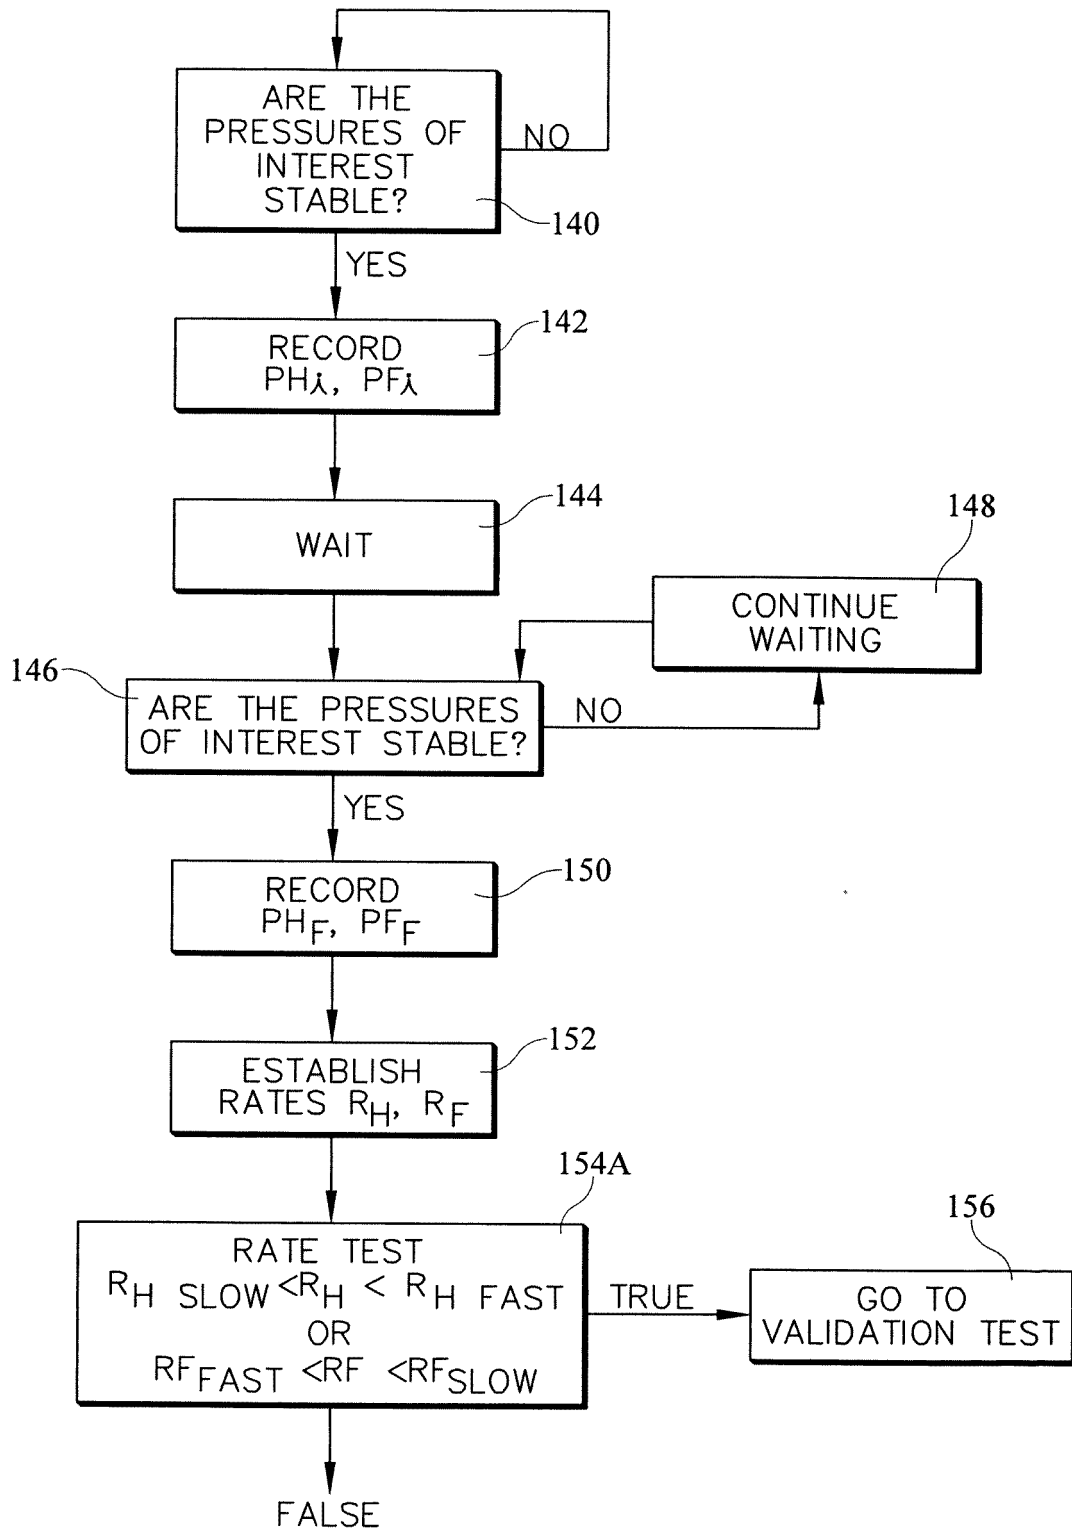 ARE THE
PRESSURES OF
INTEREST
STABLE?
NO
140
YES
142
RECORD
PHi, PFi
144
WAIT
148
CONTINUE
WAITING
146
ARE THE PRESSURES
OF INTEREST STABLE?
NO
YES
150
RECORD
PHF, PFF
152
ESTABLISH
RATES RH, RF
154A
RATE TEST
RH SLOW <RH < RH FAST
OR
RFFAST <RF <RFSLOW
TRUE
156
GO TO
VALIDATION TEST
FALSE